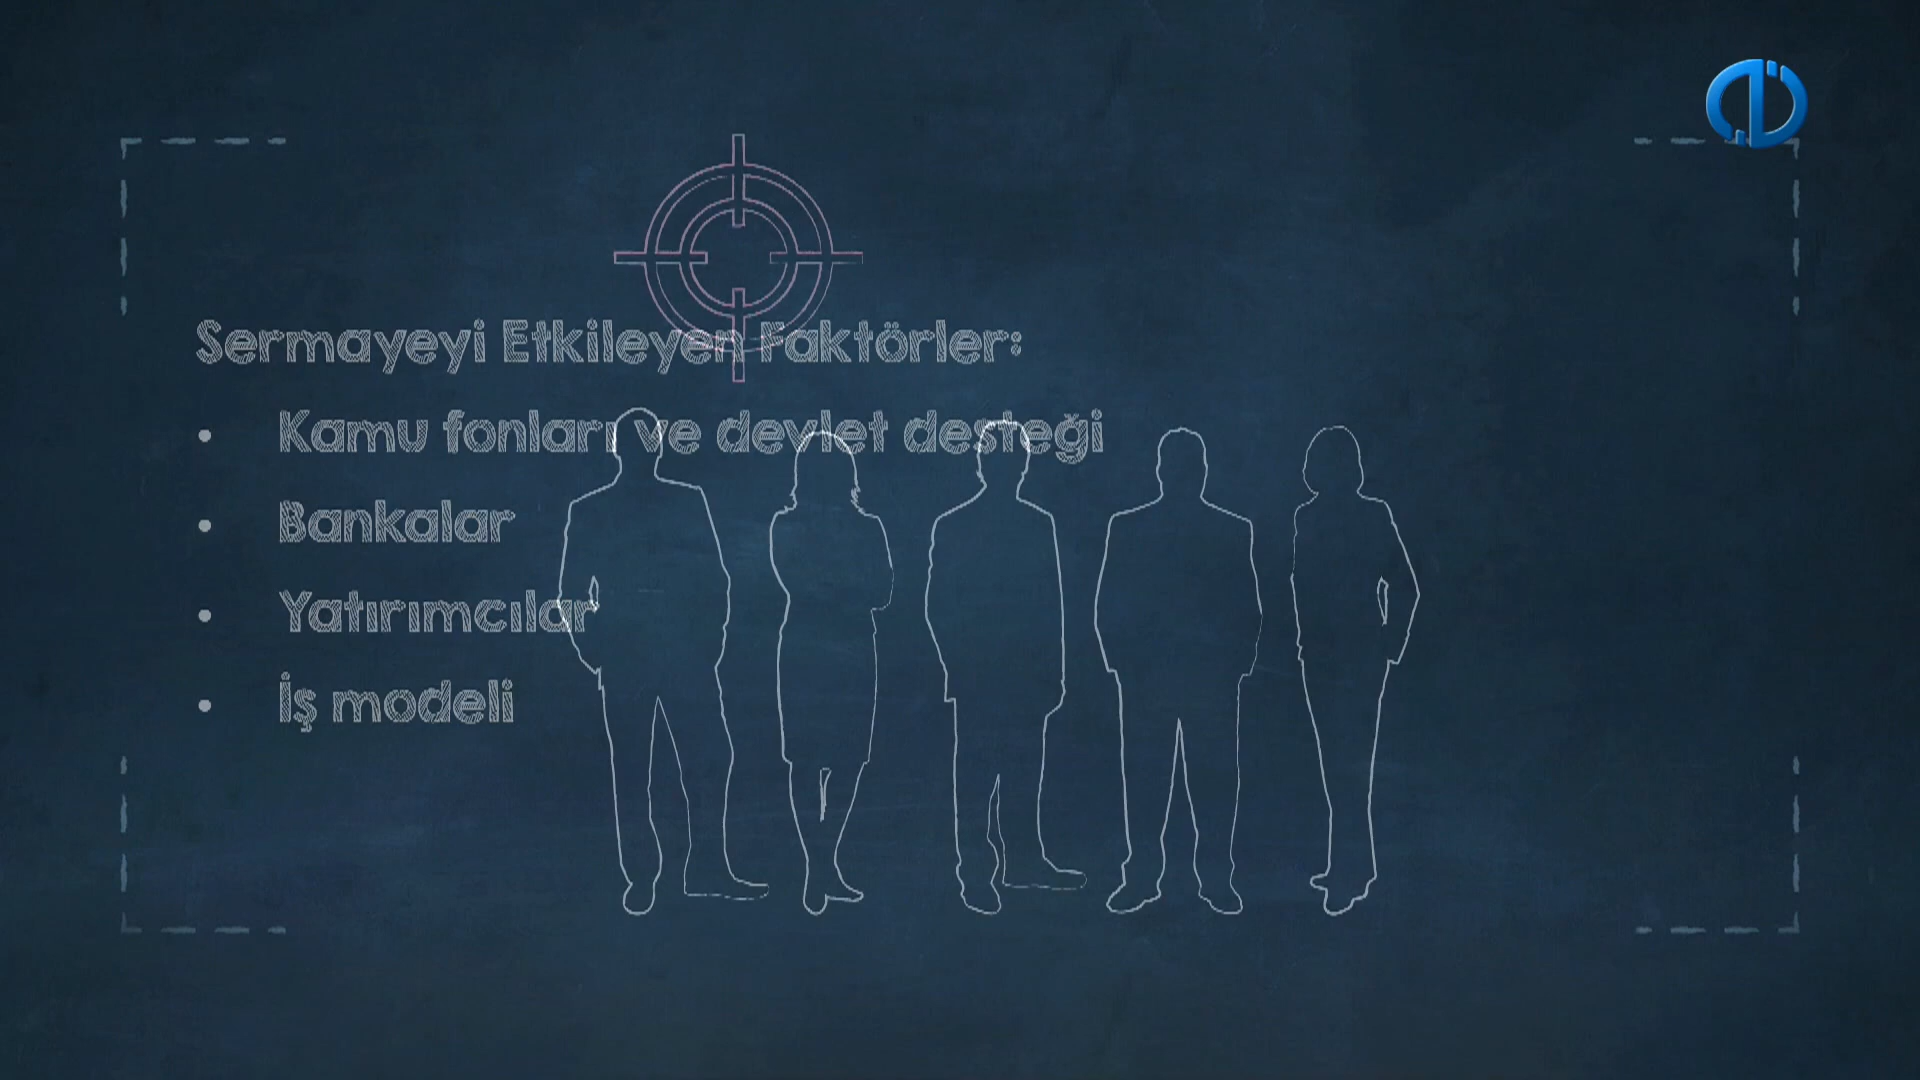 Sermayeyi Etkileyen Faktörler:
• Kamu fonları ve devlet desteği
• Bankalar
• Yatırımcılar
• İş modeli